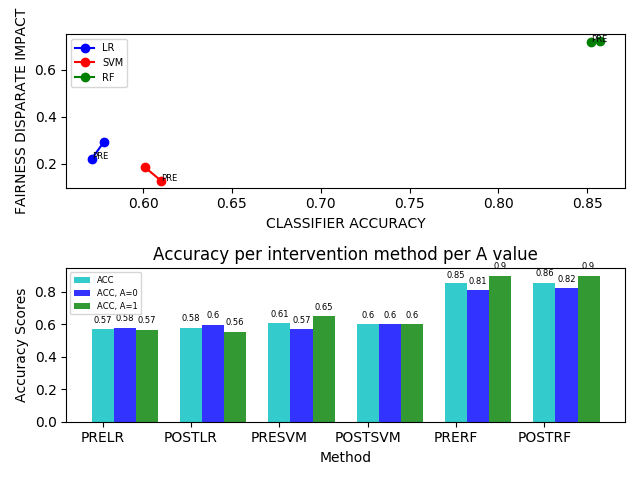 FAIRNESS DISPARATE IMPACT
LR
SVM
RF
PRE
PRE
PRE
0.6
0.4
0.2
0.60 0.65 0.70 0.75 0.80 0.85
CLASSIFIER ACCURACY
Accuracy per intervention method per A value
Accuracy Scores
ACC
ACC, A=0
ACC, A=1
0.8
0.6
0.4
0.2
0.0
0.57 0.58 0.57 0.58 0.6 0.56 0.61 0.57 0.65 0.6 0.6 0.6 0.85 0.81 0.9 0.86 0.82 0.9
PRELR POSTLR PRESVM POSTSVM PRERF POSTRF
Method